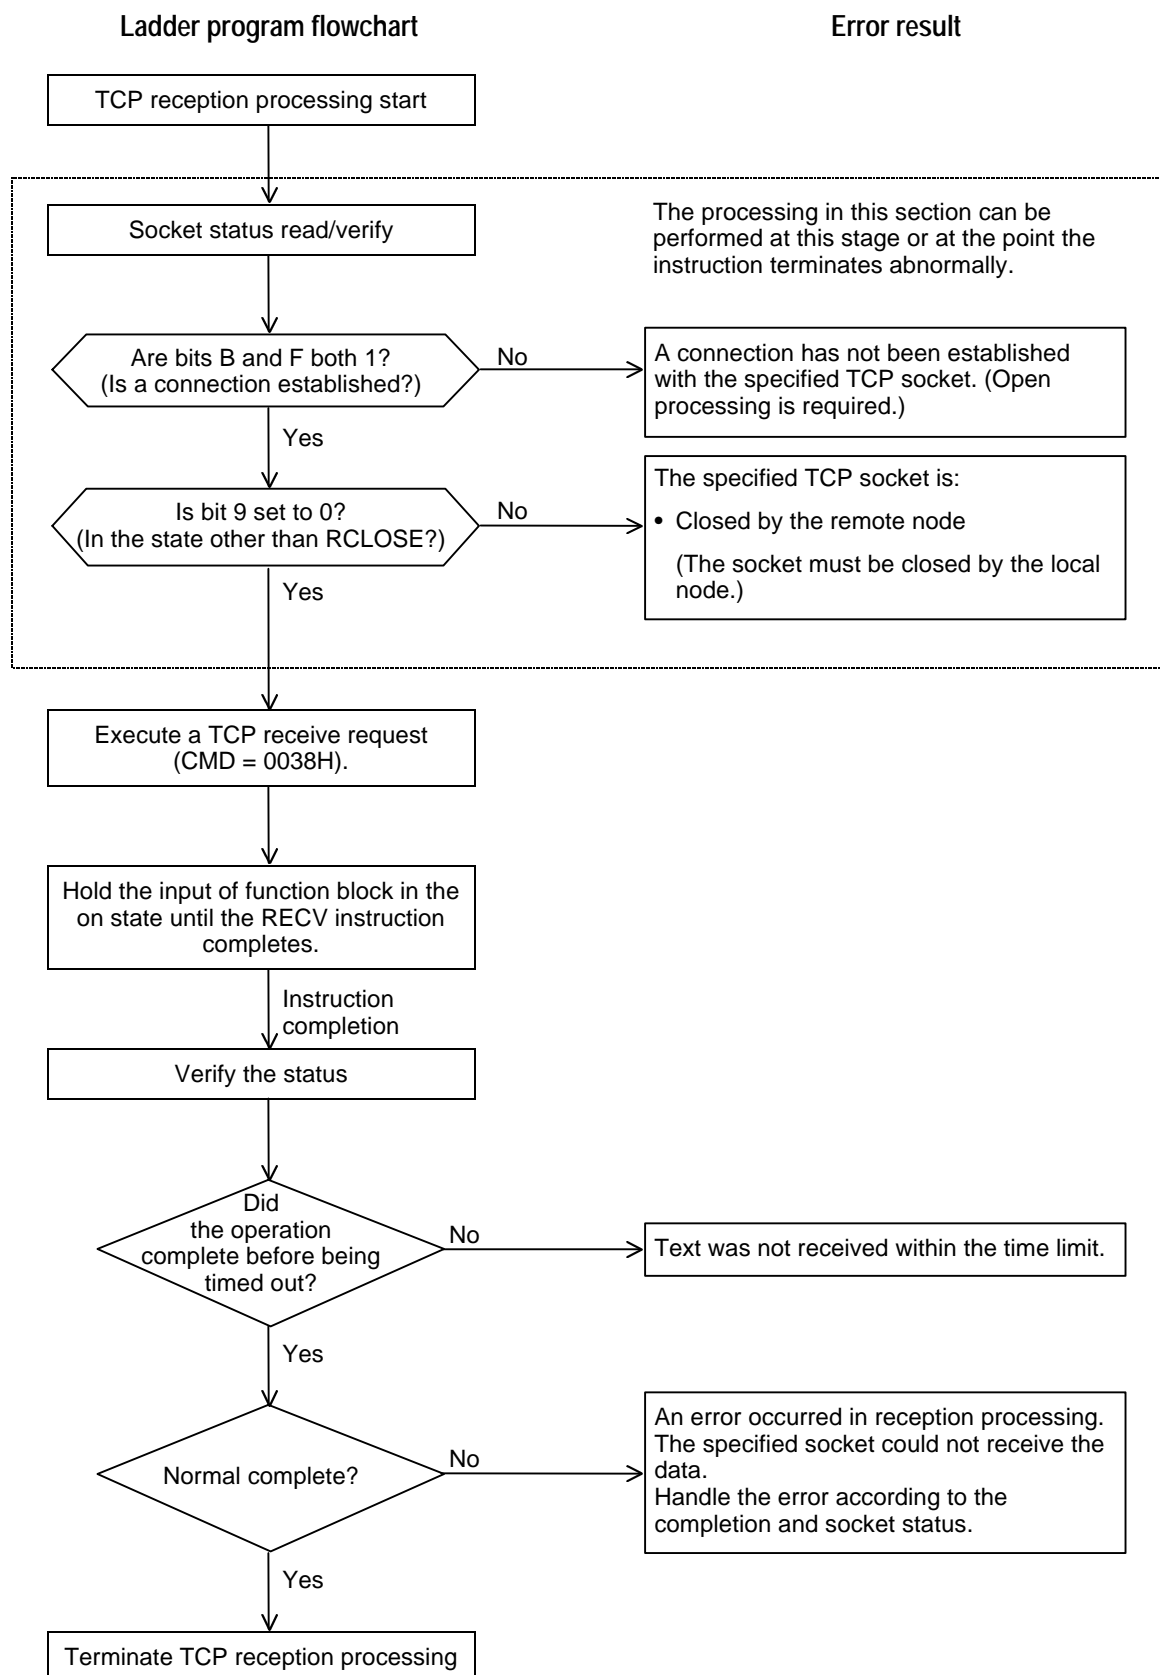 Ladder program flowchart
Error result
TCP reception processing start
Socket status read/verify
The processing in this section can be
performed at this stage or at the point the
instruction terminates abnormally.
Are bits B and F both 1?
(Is a connection established?)
No
A connection has not been established
with the specified TCP socket. (Open
processing is required.)
Yes
Is bit 9 set to 0?
(In the state other than RCLOSE?)
No
The specified TCP socket is:
• Closed by the remote node
(The socket must be closed by the local
node.)
Yes
Execute a TCP receive request
(CMD = 0038H).
Hold the input of function block in the
on state until the RECV instruction
completes.
Instruction
completion
Verify the status
Did
the operation
complete before being
timed out?
No
Text was not received within the time limit.
Yes
Normal complete?
No
An error occurred in reception processing.
The specified socket could not receive the
data.
Handle the error according to the
completion and socket status.
Yes
Terminate TCP reception processing